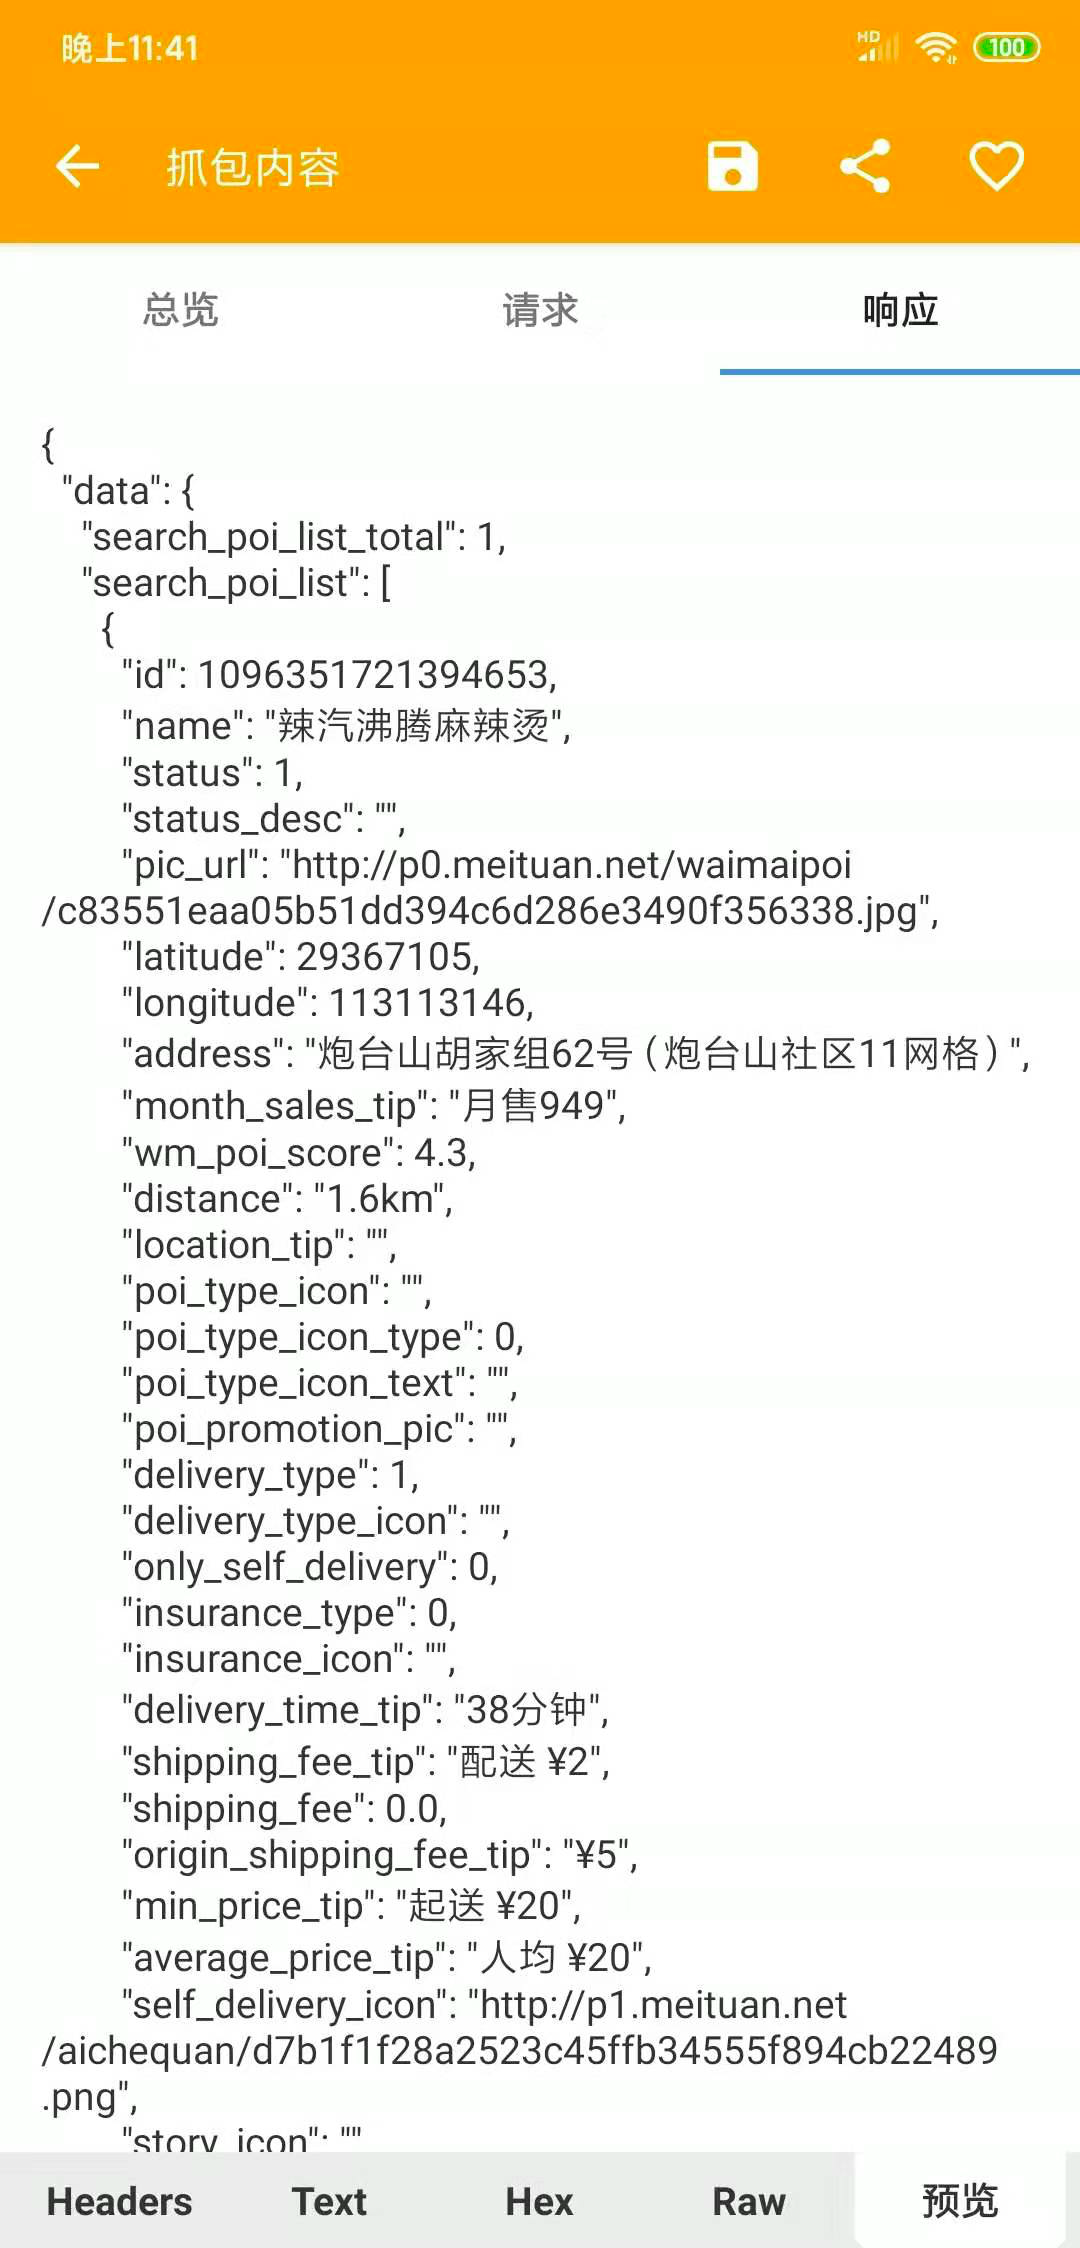 晚上11:41
HD
100
抓包内容
总览 请求 响应
{
"data": {
"search_poi_list_total": 1,
"search_poi_list": [
{
"id": 1096351721394653,
"name": "辣汽沸腾麻辣烫",
"status": 1,
"status_desc": "",
"pic_url": "http://p0.meituan.net/waimaipoi
/c83551eaa05b51dd394c6d286e3490f356338.jpg",
"latitude": 29367105,
"longitude": 113113146,
"address": "炮台山胡家组62号（炮台山社区11网格）",
"month_sales_tip": "月售949",
"wm_poi_score": 4.3,
"distance": "1.6km",
"location_tip": "",
"poi_type_icon": "",
"poi_type_icon_type": 0,
"poi_type_icon_text": "",
"poi_promotion_pic": "",
"delivery_type": 1,
"delivery_type_icon": "",
"only_self_delivery": 0,
"insurance_type": 0,
"insurance_icon": "",
"delivery_time_tip": "38分钟",
"shipping_fee_tip": "配送 ¥2",
"shipping_fee": 0.0,
"origin_shipping_fee_tip": "¥5",
"min_price_tip": "起送 ¥20",
"average_price_tip": "人均 ¥20",
"self_delivery_icon": "http://p1.meituan.net
/aichequan/d7b1f1f28a2523c45ffb34555f894cb22489
.png",
"story_icon": ""
Headers Text Hex Raw 预览